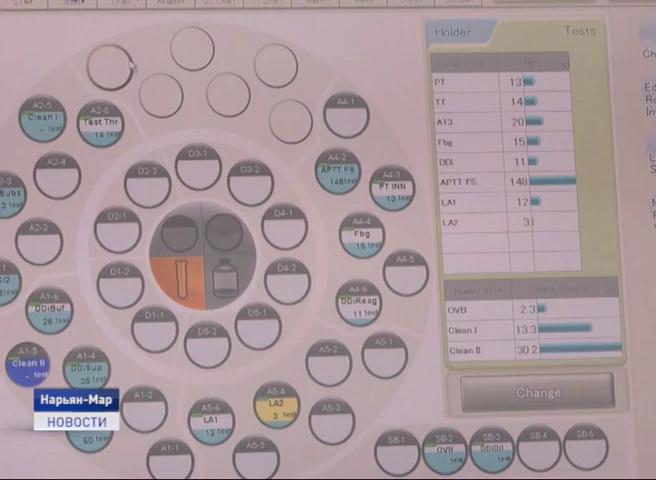 Holder Tests
PT 13
TT 14
AT3 20
Fbg 15
DDi 11
APTT FS 148
LA1 12
LA2 3
OVB 2.3
Clean I 13.3
Clean II 30.2
Change
A2-5
Clean I
- test
A2-6
Test Thr
14 test
A2-4
A2-2
A1-6
DDiBuf
26 test
A1-5
Clean II
- test
A1-4
DDiSup
35 test
60 test
A1-2
A1-1
A5-6
LA1
12 test
A5-5
A5-4
LA2
3 test
A5-3
A5-2
A5-1
A4-1
A4-2
APTT FS
148test
A4-3
PT INN
13 test
A4-4
Fbg
15 test
A4-5
A4-6
DDiReag
11 test
D3-1
D3-2
D2-2
D2-1
D1-2
D1-1
D5-2
D5-1
D4-2
D4-1
SB-1
SB-2
OVB
test
SB-3
test
SB-4
SB-5
Нарьян-Мар
НОВОСТИ